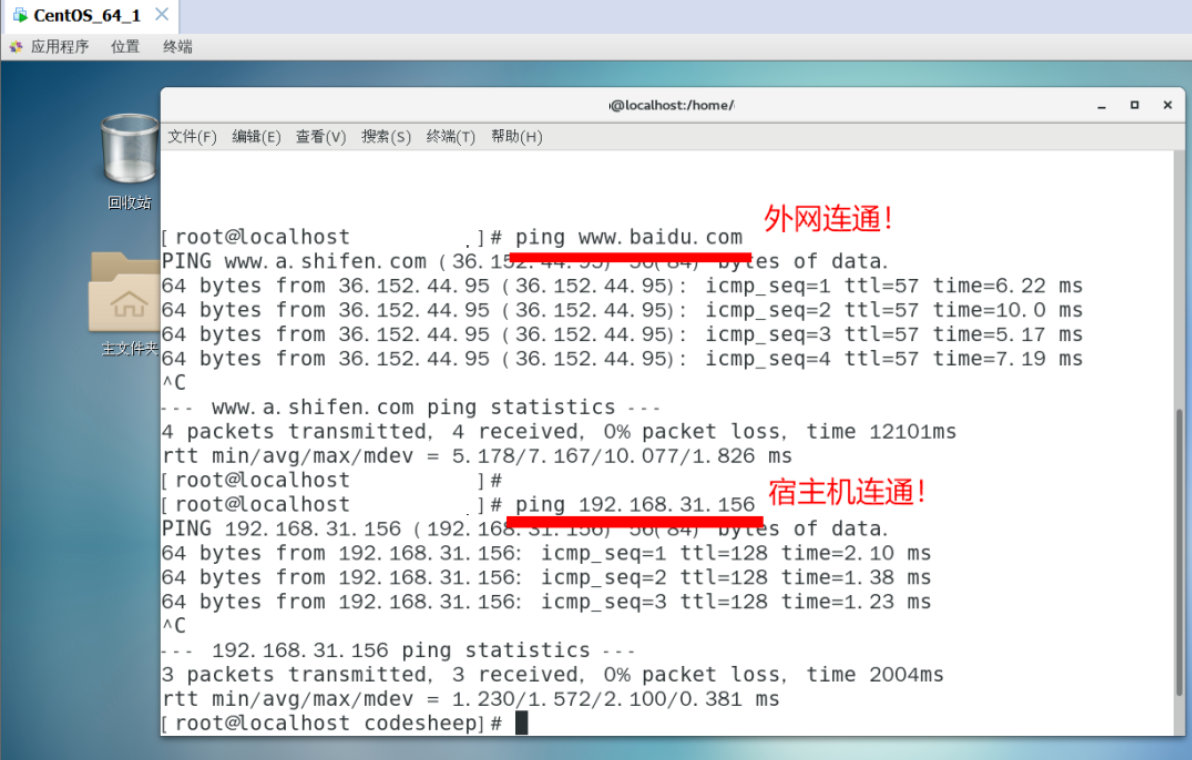 CentOS_64_1
应用程序 位置 终端
@localhost:/home/
文件(F) 编辑(E) 查看(V) 搜索(S) 终端(T) 帮助(H)
回收站
主文件夹
外网连通！
[root@localhost ]# ping www.baidu.com
PING www.a.shifen.com (36.152.44.95) 56(84) bytes of data.
64 bytes from 36.152.44.95 (36.152.44.95): icmp_seq=1 ttl=57 time=6.22 ms
64 bytes from 36.152.44.95 (36.152.44.95): icmp_seq=2 ttl=57 time=10.0 ms
64 bytes from 36.152.44.95 (36.152.44.95): icmp_seq=3 ttl=57 time=5.17 ms
64 bytes from 36.152.44.95 (36.152.44.95): icmp_seq=4 ttl=57 time=7.19 ms
^C
--- www.a.shifen.com ping statistics ---
4 packets transmitted, 4 received, 0% packet loss, time 12101ms
rtt min/avg/max/mdev = 5.178/7.167/10.077/1.826 ms
[root@localhost ]#
宿主机连通！
[root@localhost ]# ping 192.168.31.156
PING 192.168.31.156 (192.168.31.156) 56(84) bytes of data.
64 bytes from 192.168.31.156: icmp_seq=1 ttl=128 time=2.10 ms
64 bytes from 192.168.31.156: icmp_seq=2 ttl=128 time=1.38 ms
64 bytes from 192.168.31.156: icmp_seq=3 ttl=128 time=1.23 ms
^C
--- 192.168.31.156 ping statistics ---
3 packets transmitted, 3 received, 0% packet loss, time 2004ms
rtt min/avg/max/mdev = 1.230/1.572/2.100/0.381 ms
[root@localhost codesheep]#